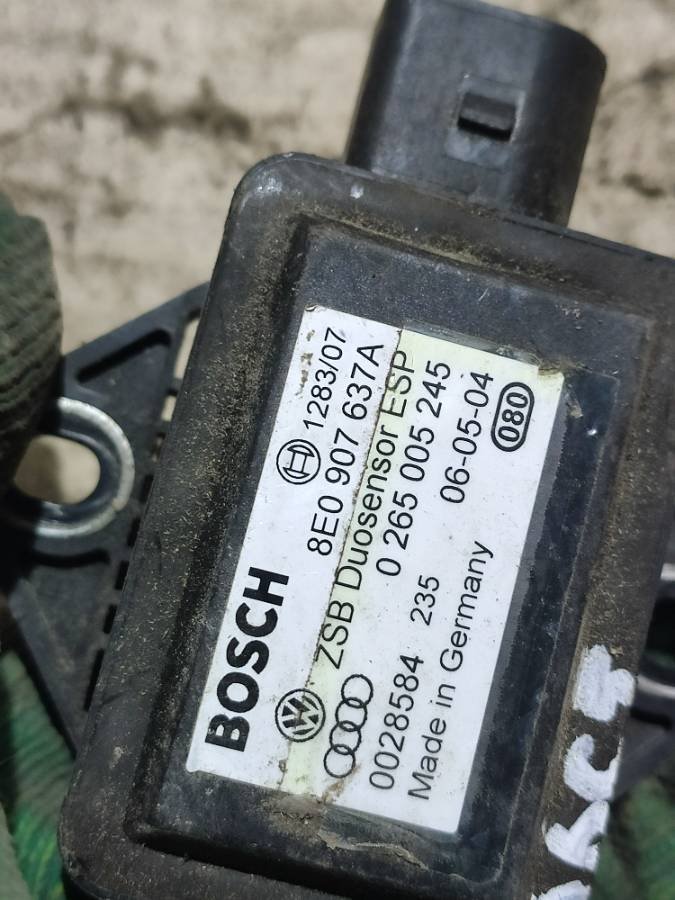 BOSCH 1283/07
8E0 907 637A
ZSB Duosensor ESP
0 265 005 245
0028584 235 06-05-04
Made in Germany 080